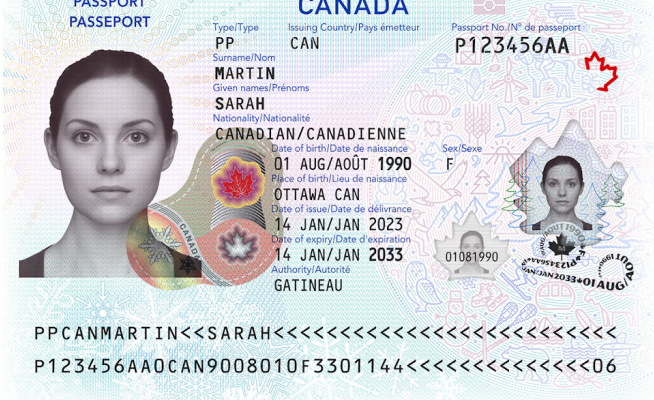 PASSPORT
PASSEPORT
CANADA
Type/Type Issuing Country/Pays émetteur Passport No./N° de passeport
PP CAN P123456AA
Surname/Nom
MARTIN
Given names/Prénoms
SARAH
Nationality/Nationalité
CANADIAN/CANADIENNE
Date of birth/Date de naissance Sex/Sexe
01 AUG/AOÛT 1990 F
Place of birth/Lieu de naissance
OTTAWA CAN
Date of issue/Date de délivrance
14 JAN/JAN 2023
Date of expiry/Date d'expiration
14 JAN/JAN 2033
Authority/Autorité
GATINEAU
CANADA
01081990
PPCANMARTIN<<SARAH<<<<<<<<<<<<<<<<<<<<<<<<<<
P123456AA0CAN9008010F3301144<<<<<<<<<<<<<<06